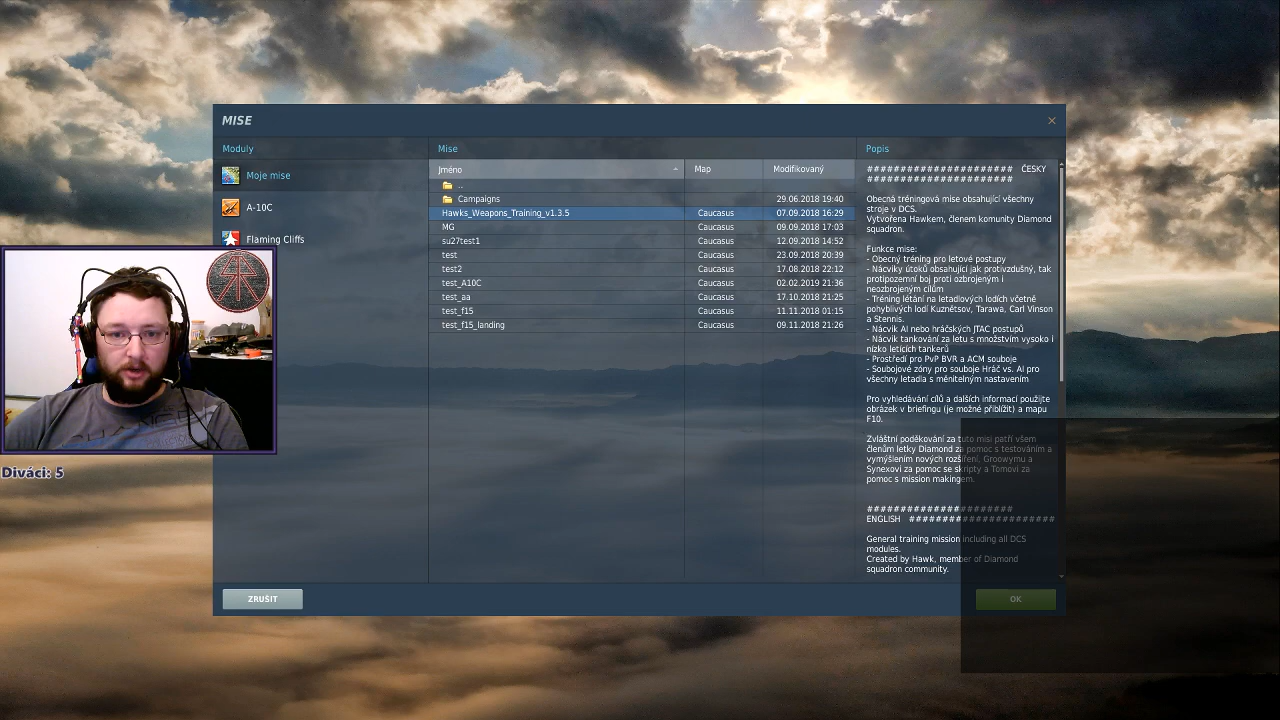 MISE
Moduly
Mise
Popis
Moje mise
A-10C
Flaming Cliffs
Jméno
Map
Modifikovaný
..
Campaigns 29.06.2018 19:40
Hawks_Weapons_Training_v1.3.5 Caucasus 07.09.2018 16:29
MG Caucasus 09.09.2018 17:03
su27test1 Caucasus 12.09.2018 14:52
test Caucasus 23.09.2018 20:39
test2 Caucasus 17.08.2018 22:12
test_A10C Caucasus 02.02.2019 21:36
test_aa Caucasus 17.10.2018 21:25
test_f15 Caucasus 11.11.2018 01:15
test_f15_landing Caucasus 09.11.2018 21:26
###################### ČESKY
######################
Obecná tréningová mise obsahující všechny
stroje v DCS.
Vytvořena Hawkem, členem komunity Diamond
squadron.
Funkce mise:
- Obecný tréning pro letové postupy
- Nácviky útoků obsahující jak protivzdušný, tak
protipozemní boj proti ozbrojeným i
neozbrojeným cílům
- Tréning létání na letadlových lodích včetně
pohyblivých lodí Kuznětsov, Tarawa, Carl Vinson
a Stennis.
- Nácvik AI nebo hráčských JTAC postupů
- Nácvik tankování za letu s množstvím vysoko i
nízko letících tankerů
- Prostředí pro PvP BVR a ACM souboje
- Soubojové zóny pro souboje Hráč vs. AI pro
všechny letadla s měnitelným nastavením
Pro vyhledávání cílů a dalších informací použijte
obrázek v briefingu (je možné přiblížit) a mapu
F10.
Zvláštní poděkování za tuto misi patří všem
členům letky Diamond za pomoc s testováním a
vymýšlením nových rozšíření, Groowymu a
Synexovi za pomoc se skripty a Tomovi za
pomoc s mission makingem.
######################
ENGLISH ######################
General training mission including all DCS
modules.
Created by Hawk, member of Diamond
squadron community.
Diváci: 5
ZRUŠIT
OK